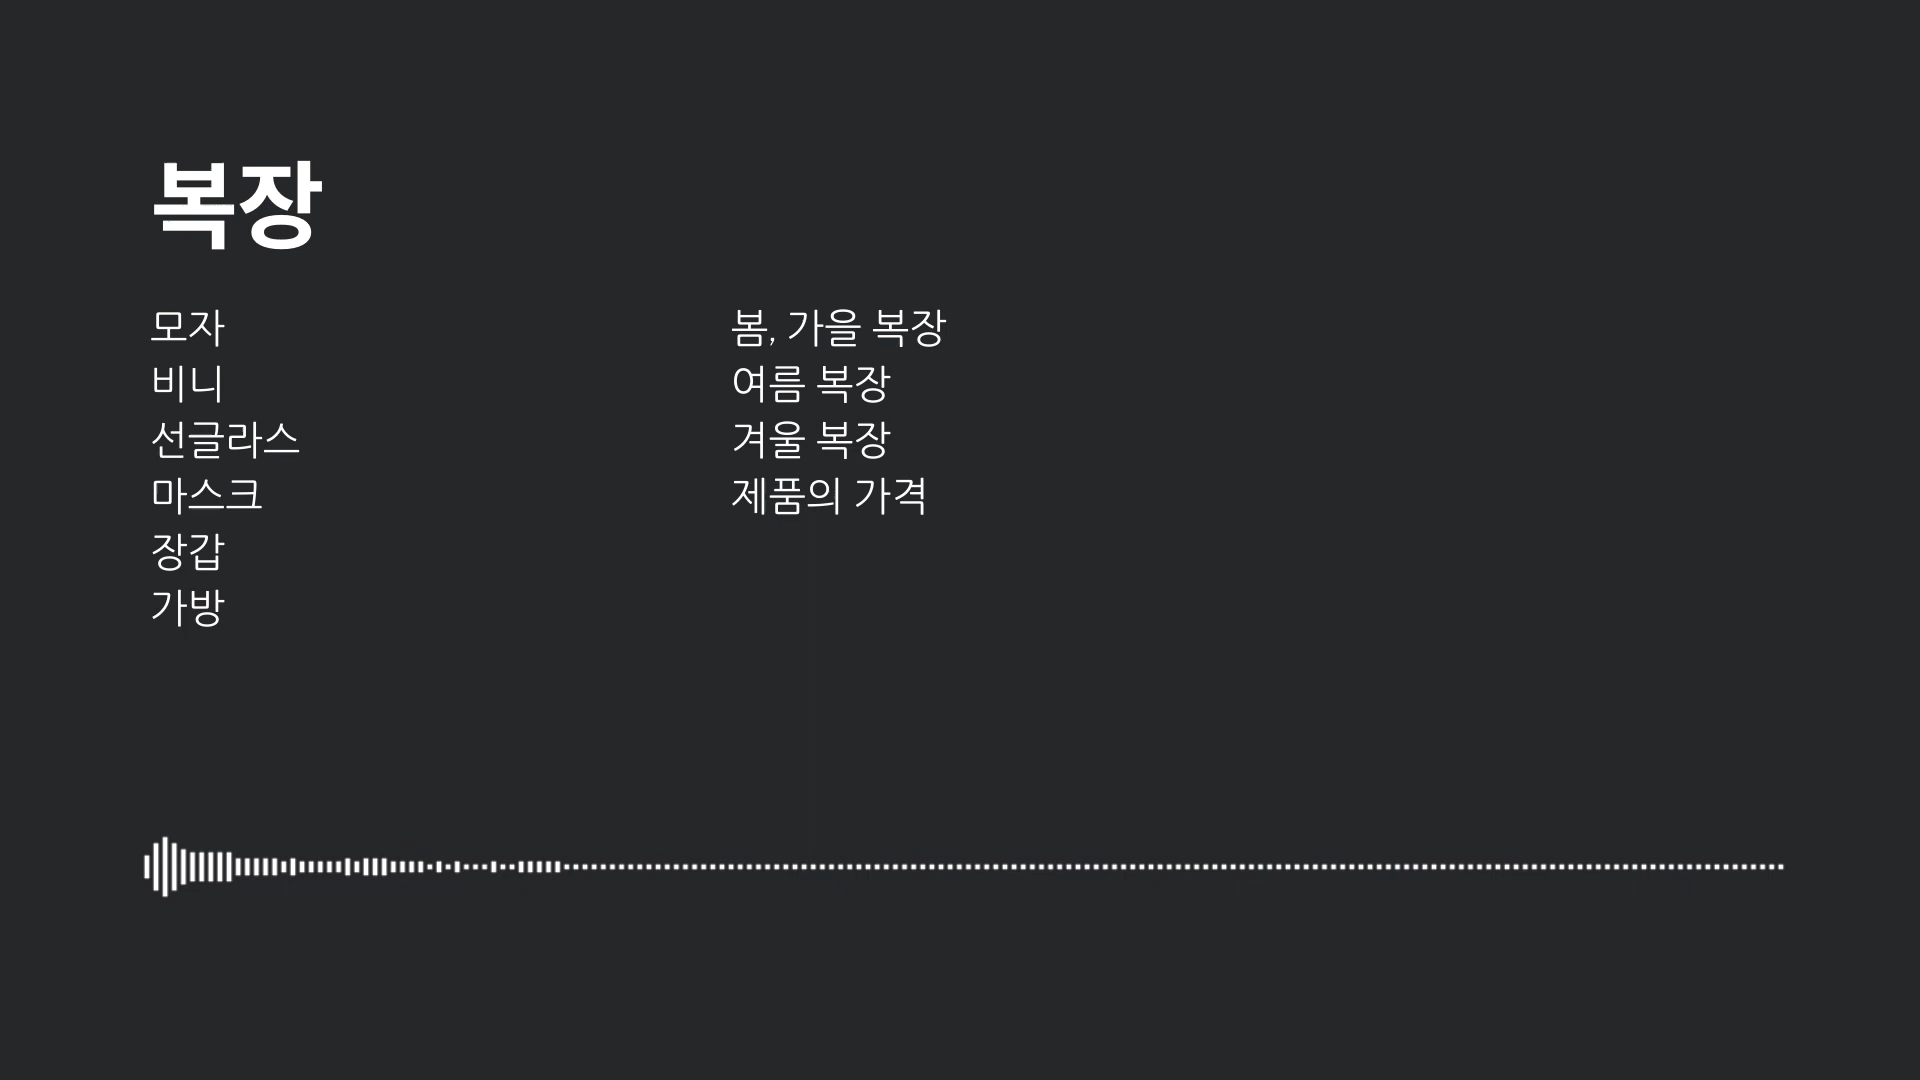 복장
모자
비니
선글라스
마스크
장갑
가방
봄, 가을 복장
여름 복장
겨울 복장
제품의 가격